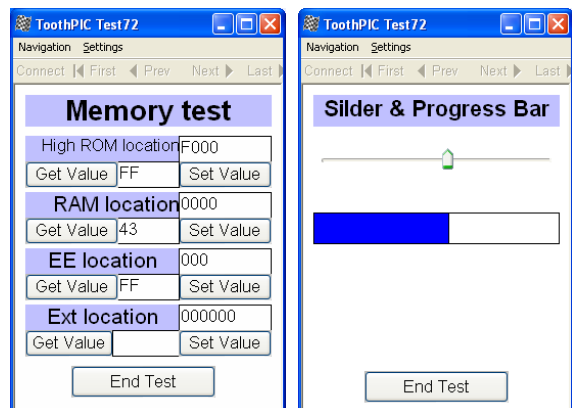 ToothPIC Test72
Navigation Settings
Connect First Prev Next Last
Memory test
High ROM location F000
Get Value FF Set Value
RAM location 0000
Get Value 43 Set Value
EE location 000
Get Value FF Set Value
Ext location 000000
Get Value Set Value
End Test
ToothPIC Test72
Navigation Settings
Connect First Prev Next Last
Silder & Progress Bar
End Test